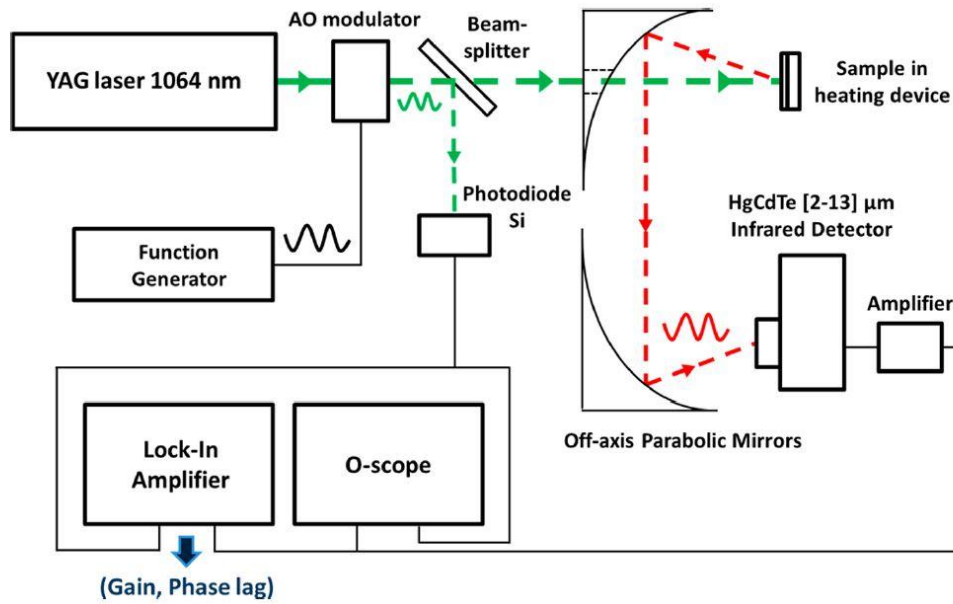 AO modulator
Beam-
splitter
YAG laser 1064 nm
Sample in
heating device
Photodiode
Si
HgCdTe [2-13] µm
Infrared Detector
Function
Generator
Amplifier
Off-axis Parabolic Mirrors
Lock-In
Amplifier
O-scope
(Gain, Phase lag)